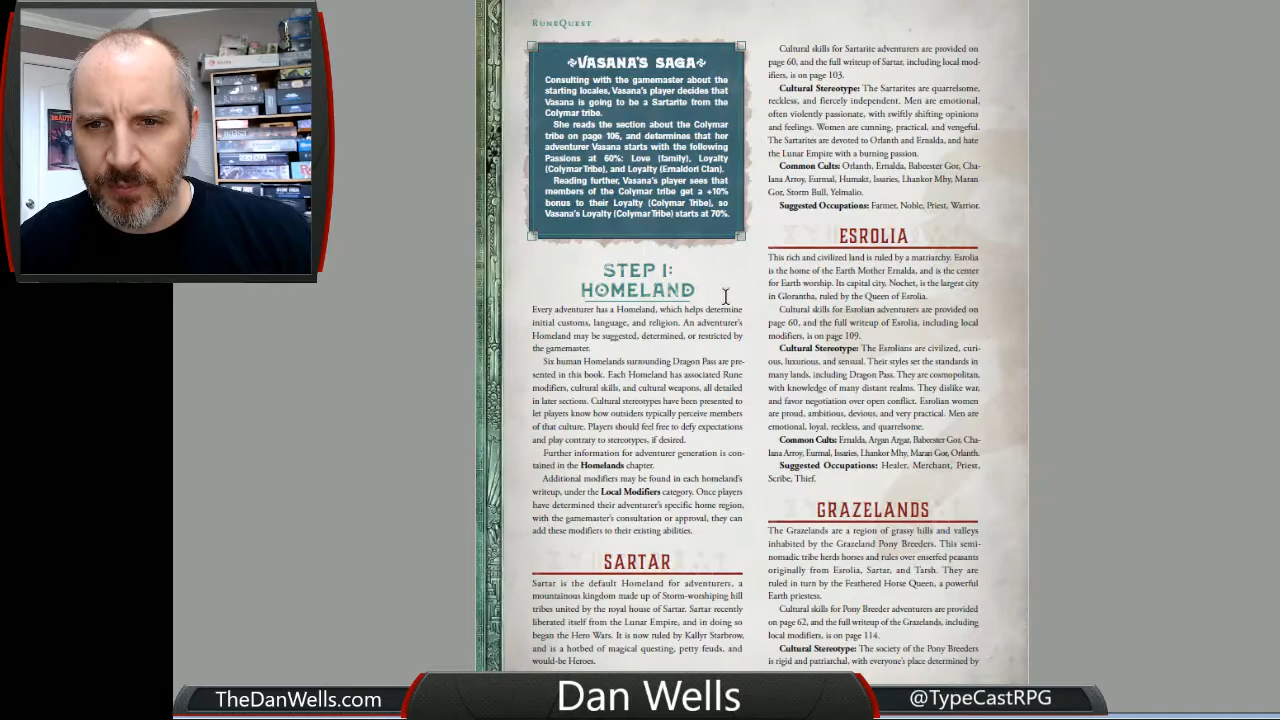 RuneQuest
VASANA'S SAGA
Consulting with the gamemaster about the
starting locales, Vasana's player decides that
Vasana is going to be a Sartarite from the
Colymar tribe.
She reads the section about the Colymar
tribe on page 106, and determines that her
adventurer Vasana starts with the following
Passions at 60%: Love (family), Loyalty
(Colymar Tribe), and Loyalty (Ernaldori Clan).
Reading further, Vasana's player sees that
members of the Colymar tribe get a +10%
bonus to their Loyalty (Colymar Tribe), so
Vasana's Loyalty (Colymar Tribe) starts at 70%.
STEP 1:
HOMELAND
Every adventurer has a Homeland, which helps determine
initial customs, language, and religion. An adventurer's
Homeland may be suggested, determined, or restricted by
the gamemaster.
Six human Homelands surrounding Dragon Pass are pre-
sented in this book. Each Homeland has associated Rune
modifiers, cultural skills, and cultural weapons, all detailed
in later sections. Cultural stereotypes have been presented to
let players know how outsiders typically perceive members
of that culture. Players should feel free to defy expectations
and play contrary to stereotypes, if desired.
Further information for adventurer generation is con-
tained in the Homelands chapter.
Additional modifiers may be found in each homeland's
writeup, under the Local Modifiers category. Once players
have determined their adventurer's specific home region,
with the gamemaster's consultation or approval, they can
add these modifiers to their existing abilities.
SARTAR
Sartar is the default Homeland for adventurers, a
mountainous kingdom made up of Storm-worshiping hill
tribes united by the royal house of Sartar. Sartar recently
liberated itself from the Lunar Empire, and in doing so
began the Hero Wars. It is now ruled by Kallyr Starbrow,
and is a hotbed of magical questing, petty feuds, and
would-be Heroes.
Cultural skills for Sartarite adventurers are provided on
page 60, and the full writeup of Sartar, including local mod-
ifiers, is on page 103.
Cultural Stereotype: The Sartarites are quarrelsome,
reckless, and fiercely independent. Men are emotional,
often violently passionate, with swiftly shifting opinions
and feelings. Women are cunning, practical, and vengeful.
The Sartarites are devoted to Orlanth and Ernalda, and hate
the Lunar Empire with a burning passion.
Common Cults: Orlanth, Ernalda, Babeester Gor, Cha-
lana Arroy, Eurmal, Humakt, Issaries, Lhankor Mhy, Maran
Gor, Storm Bull, Yelmalio.
Suggested Occupations: Farmer, Noble, Priest, Warrior.
ESROLIA
This rich and civilized land is ruled by a matriarchy. Esrolia
is the home of the Earth Mother Ernalda, and is the center
for Earth worship. Its capital city, Nochet, is the largest city
in Glorantha, ruled by the Queen of Esrolia.
Cultural skills for Esrolian adventurers are provided on
page 60, and the full writeup of Esrolia, including local
modifiers, is on page 109.
Cultural Stereotype: The Esrolians are civilized, curi-
ous, luxurious, and sensual. Their styles set the standards in
many lands, including Dragon Pass. They are cosmopolitan,
with knowledge of many distant realms. They dislike war,
and favor negotiation over open conflict. Esrolian women
are proud, ambitious, devious, and very practical. Men are
emotional, loyal, reckless, and quarrelsome.
Common Cults: Ernalda, Argan Argar, Babeester Gor, Cha-
lana Arroy, Eurmal, Issaries, Lhankor Mhy, Maran Gor, Orlanth.
Suggested Occupations: Healer, Merchant, Priest,
Scribe, Thief.
GRAZELANDS
The Grazelands are a region of grassy hills and valleys
inhabited by the Grazeland Pony Breeders. This semi-
nomadic tribe herds horses and rules over enserfed peasants
originally from Esrolia, Sartar, and Tarsh. They are
ruled in turn by the Feathered Horse Queen, a powerful
Earth priestess.
Cultural skills for Pony Breeder adventurers are provided
on page 62, and the full writeup of the Grazelands, including
local modifiers, is on page 114.
Cultural Stereotype: The society of the Pony Breeders
is rigid and patriarchal, with everyone's place determined by
TheDanWells.com
Dan Wells
@TypeCastRPG